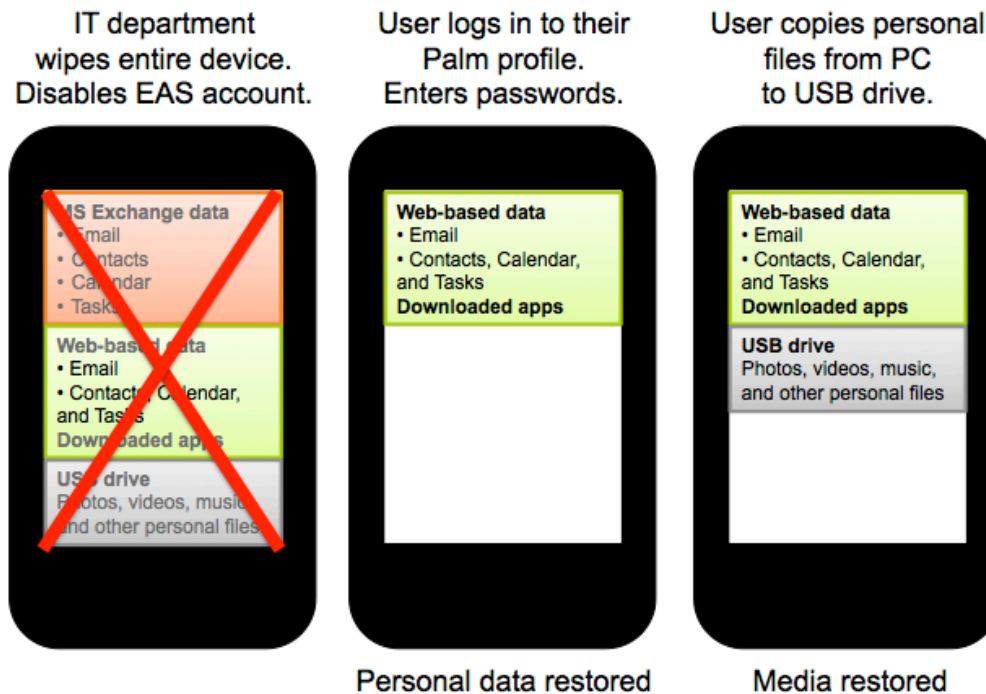 IT department
wipes entire device.
Disables EAS account.
MS Exchange data
• Email
• Contacts
• Calendar
• Tasks
Web-based data
• Email
• Contacts, Calendar,
and Tasks
Downloaded apps
USB drive
Photos, videos, music,
and other personal files
User logs in to their
Palm profile.
Enters passwords.
Web-based data
• Email
• Contacts, Calendar,
and Tasks
Downloaded apps
Personal data restored
User copies personal
files from PC
to USB drive.
Web-based data
• Email
• Contacts, Calendar,
and Tasks
Downloaded apps
USB drive
Photos, videos, music,
and other personal files
Media restored